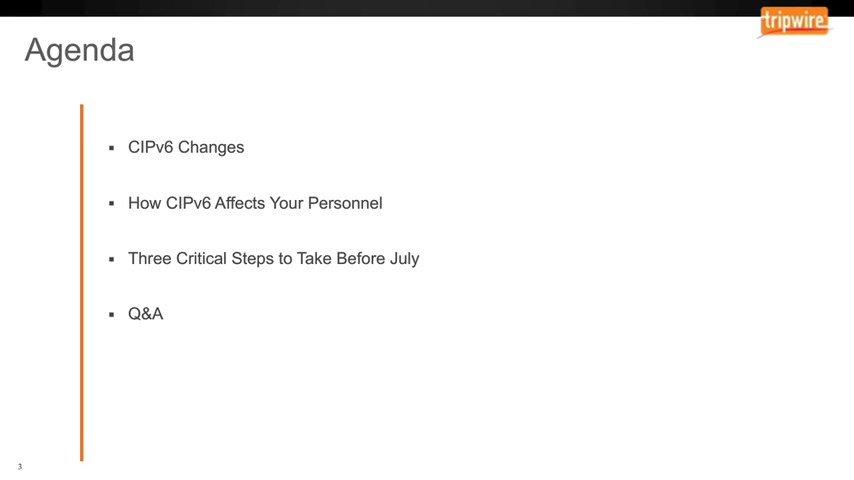 tripwire
Agenda
▪ CIPv6 Changes
▪ How CIPv6 Affects Your Personnel
▪ Three Critical Steps to Take Before July
▪ Q&A
3